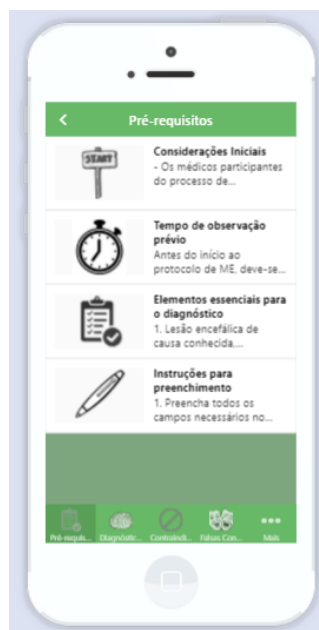 Pré-requisitos
START
Considerações Iniciais
- Os médicos participantes
do processo de...
Tempo de observação
prévio
Antes do início ao
protocolo de ME, deve-se...
Elementos essenciais para
o diagnóstico
1. Lesão encefálica de
causa conhecida,...
Instruções para
preenchimento
1. Preencha todos os
campos necessários no...
Pré-requis... Diagnóstic... Contraindi... Falsas Con... Mais